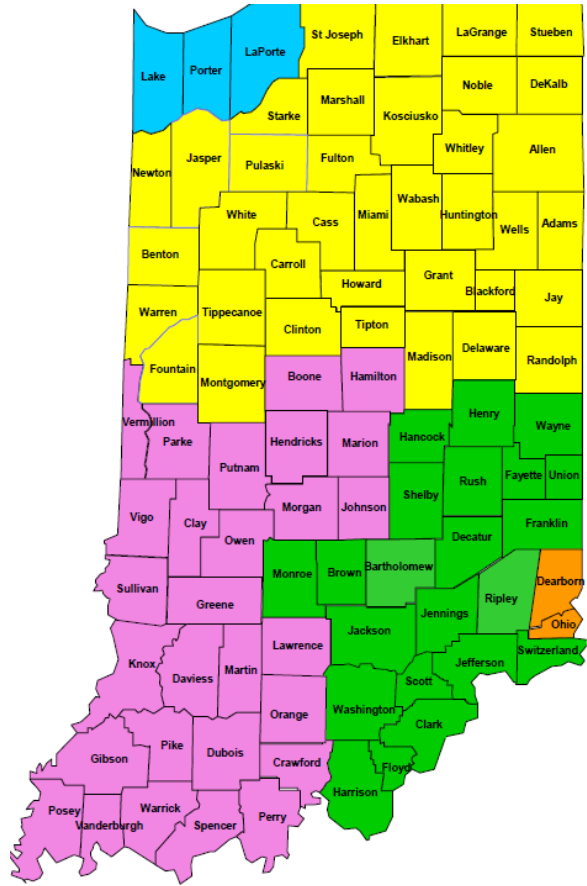 St Joseph
Elkhart
LaGrange
Stueben
Lake
Porter
LaPorte
Noble
DeKalb
Marshall
Starke
Kosciusko
Whitley
Allen
Jasper
Pulaski
Fulton
Newton
Wabash
White
Cass
Miami
Huntington
Wells
Adams
Benton
Carroll
Grant
Howard
Blackford
Jay
Warren
Tippecanoe
Clinton
Tipton
Madison
Delaware
Randolph
Fountain
Montgomery
Boone
Hamilton
Henry
Vermillion
Wayne
Parke
Putnam
Hendricks
Marion
Hancock
Fayette
Union
Rush
Shelby
Vigo
Clay
Morgan
Johnson
Franklin
Owen
Decatur
Monroe
Brown
Bartholomew
Dearborn
Sullivan
Ripley
Greene
Jennings
Ohio
Jackson
Lawrence
Switzerland
Knox
Daviess
Martin
Jefferson
Scott
Orange
Washington
Clark
Gibson
Pike
Dubois
Crawford
Floyd
Harrison
Posey
Vanderburgh
Warrick
Spencer
Perry